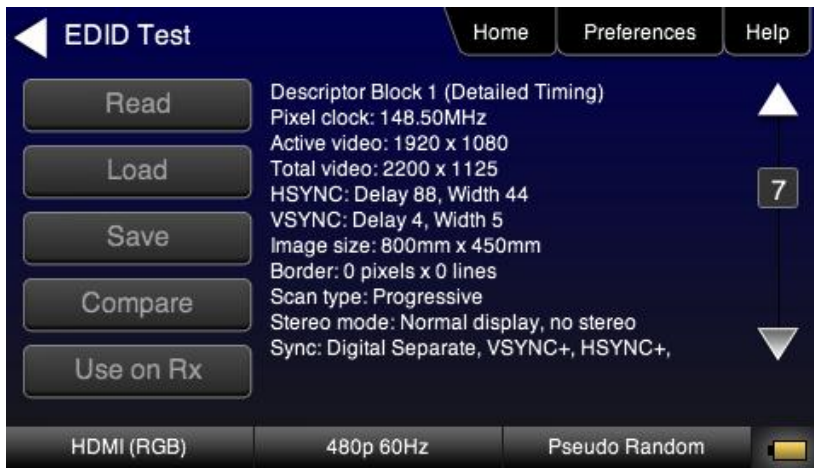 EDID Test
Home
Preferences
Help
Read
Load
Save
Compare
Use on Rx
Descriptor Block 1 (Detailed Timing)
Pixel clock: 148.50MHz
Active video: 1920 x 1080
Total video: 2200 x 1125
HSYNC: Delay 88, Width 44
VSYNC: Delay 4, Width 5
Image size: 800mm x 450mm
Border: 0 pixels x 0 lines
Scan type: Progressive
Stereo mode: Normal display, no stereo
Sync: Digital Separate, VSYNC+, HSYNC+,
7
HDMI (RGB)
480p 60Hz
Pseudo Random